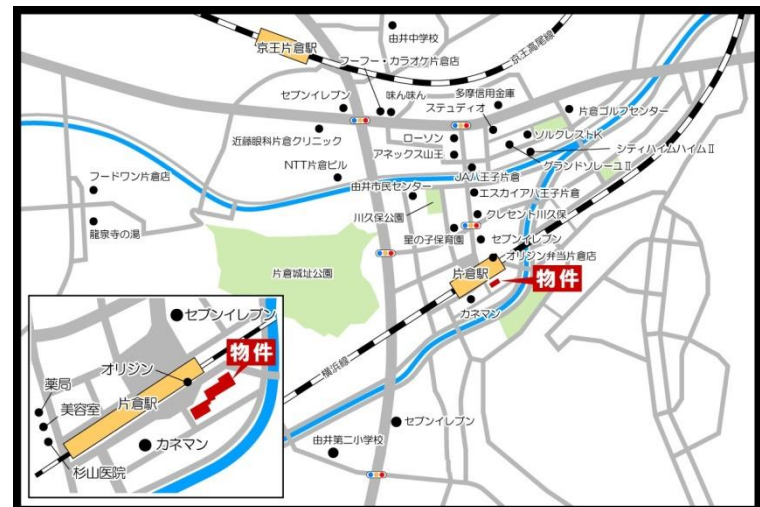 由井中学校
京王片倉駅
京王高尾線
フーフー・カラオケ片倉店
セブンイレブン
味ん味ん
多摩信用金庫
ステュディオ
片倉ゴルフセンター
近藤眼科片倉クリニック
ローソン
ソルクレストK
アネックス山王
シティハイムハイムⅡ
NTT片倉ビル
グランドソレーユⅡ
フードワン片倉店
JA八王子片倉
由井市民センター
エスカイア八王子片倉
川久保公園
クレセント川久保
龍泉寺の湯
星の子保育園
セブンイレブン
オリジン弁当片倉店
片倉城址公園
片倉駅
物件
カネマン
横浜線
セブンイレブン
由井第二小学校
セブンイレブン
物件
オリジン
薬局
美容室
片倉駅
カネマン
杉山医院